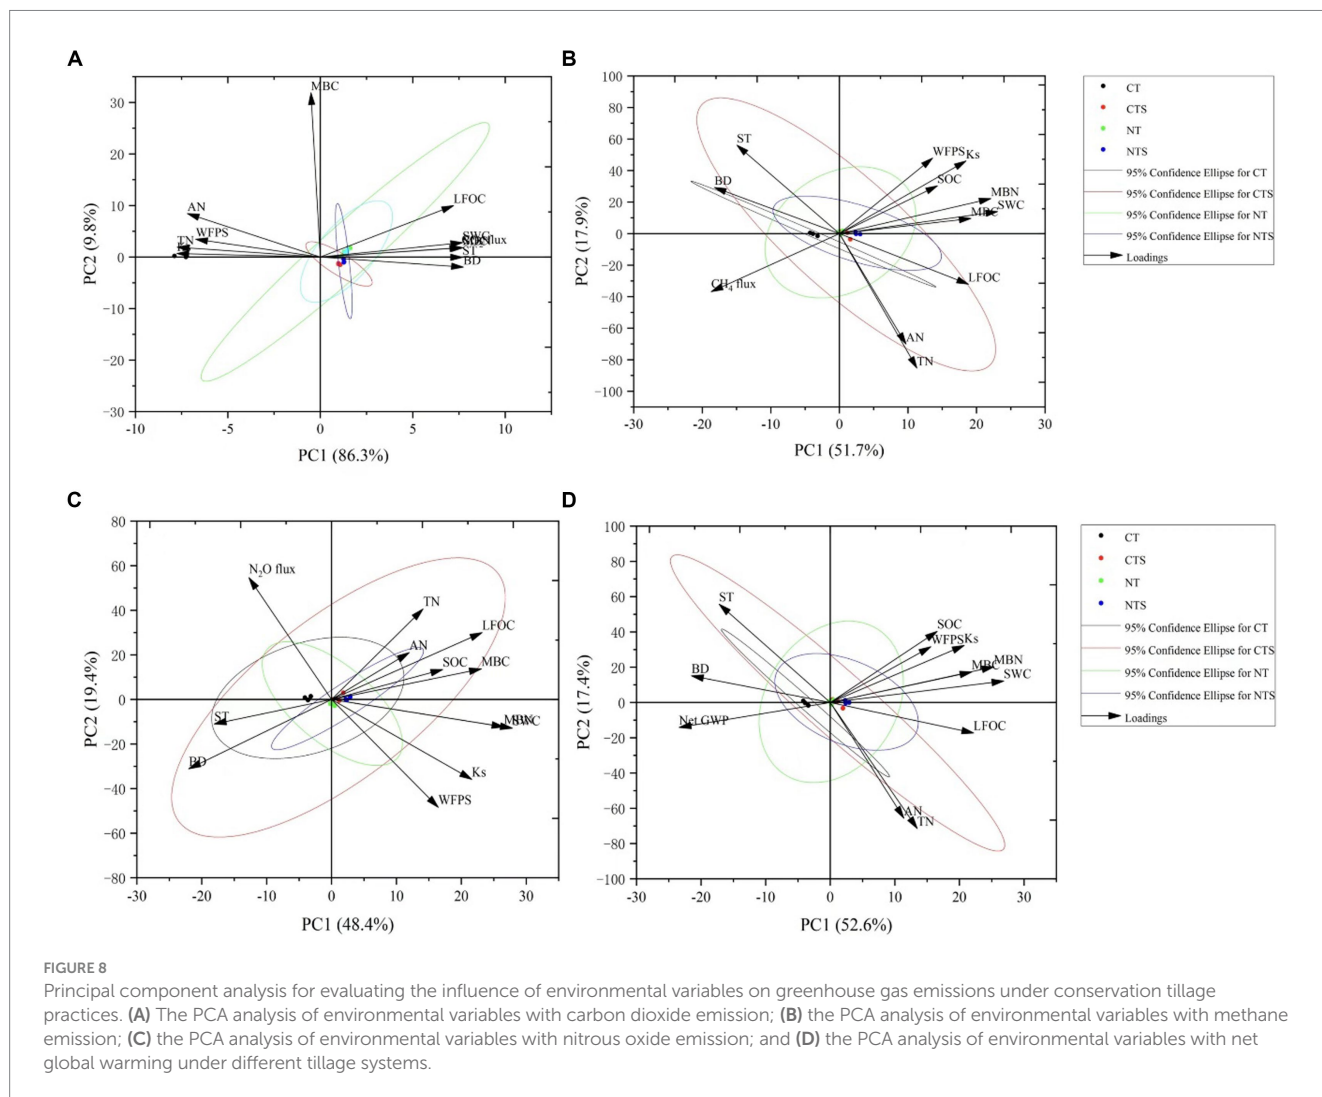 A
MBC
AN
WFPS
TN
LFOC
SWC
flux
ST
BD
30
20
10
0
−10
−20
−30
PC2 (9.8%)
-10
-5
0
5
10
PC1 (86.3%)
B
ST
BD
WFPS
Ks
SOC
MBN
SWC
MBC
LFOC
CH4 flux
AN
TN
100
80
60
40
20
0
−20
−40
−60
−80
−100
PC2 (17.9%)
-30
-20
-10
0
10
20
30
PC1 (51.7%)
CT
CTS
NT
NTS
95% Confidence Ellipse for CT
95% Confidence Ellipse for CTS
95% Confidence Ellipse for NT
95% Confidence Ellipse for NTS
Loadings
C
N2O flux
TN
LFOC
AN
SOC
MBC
ST
MBN
SWC
BD
Ks
WFPS
80
60
40
20
0
−20
−40
−60
−80
PC2 (19.4%)
-30
-20
-10
0
10
20
30
PC1 (48.4%)
D
ST
SOC
WFPS
Ks
MBC
MBN
SWC
BD
Net GWP
LFOC
AN
TN
100
80
60
40
20
0
−20
−40
−60
−80
−100
PC2 (17.4%)
-30
-20
-10
0
10
20
30
PC1 (52.6%)
CT
CTS
NT
NTS
95% Confidence Ellipse for CT
95% Confidence Ellipse for CTS
95% Confidence Ellipse for NT
95% Confidence Ellipse for NTS
Loadings
FIGURE 8
Principal component analysis for evaluating the influence of environmental variables on greenhouse gas emissions under conservation tillage
practices. (A) The PCA analysis of environmental variables with carbon dioxide emission; (B) the PCA analysis of environmental variables with methane
emission; (C) the PCA analysis of environmental variables with nitrous oxide emission; and (D) the PCA analysis of environmental variables with net
global warming under different tillage systems.